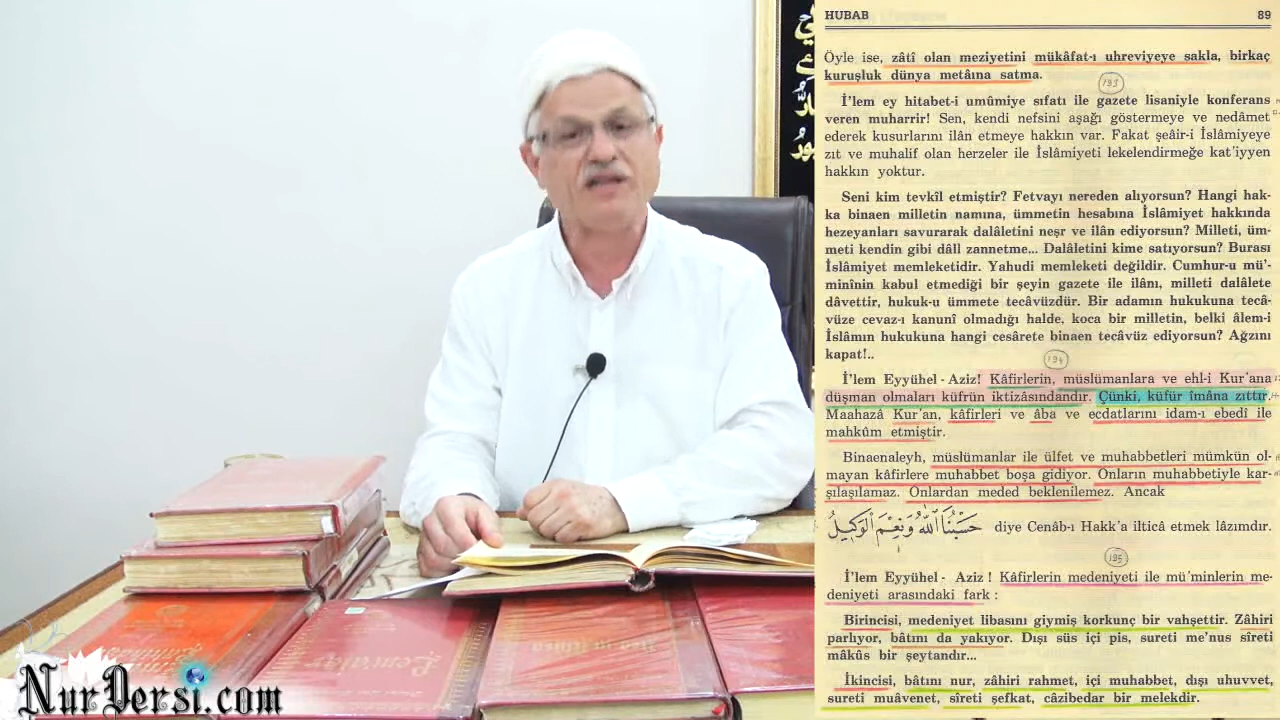 HUBAB 89
Öyle ise, zâtî olan meziyetini mükâfat-ı uhreviyeye sakla, birkaç
kuruşluk dünya metâına satma.
193
İ'lem ey hitabet-i umûmiye sıfatı ile gazete lisaniyle konferans
veren muharrir! Sen, kendi nefsini aşağı göstermeye ve nedâmet
ederek kusurlarını ilân etmeye hakkın var. Fakat şeâir-i İslâmiyeye
zıt ve muhalif olan herzeler ile İslâmiyeti lekelendirmeğe kat'iyyen
hakkın yoktur.
Seni kim tevkîl etmiştir? Fetvayı nereden alıyorsun? Hangi hak-
ka binaen milletin namına, ümmetin hesabına İslâmiyet hakkında
hezeyanları savurarak dalâletini neşr ve ilân ediyorsun? Milleti, üm-
meti kendin gibi dâll zannetme... Dalâletini kime satıyorsun? Burası
İslâmiyet memleketidir. Yahudi memleketi değildir. Cumhur-u mü'-
minînin kabul etmediği bir şeyin gazete ile ilânı, milleti dalâlete
dâvettir, hukuk-u ümmete tecâvüzdür. Bir adamın hukukuna tecâ-
vüze cevaz-ı kanunî olmadığı halde, koca bir milletin, belki âlem-i
İslâmın hukukuna hangi cesârete binaen tecâvüz ediyorsun? Ağzını
kapat!..
194
İ'lem Eyyühel - Aziz! Kâfirlerin, müslümanlara ve ehl-i Kur'ana
düşman olmaları küfrün iktizâsındandır. Çünki, küfür îmâna zıttır.
Maahazâ Kur'an, kâfirleri ve âba ve ecdatlarını idam-ı ebedî ile
mahkûm etmiştir.
Binaenaleyh, müslümanlar ile ülfet ve muhabbetleri mümkün ol-
mayan kâfirlere muhabbet boşa gidiyor. Onların muhabbetiyle kar-
şılaşılamaz. Onlardan meded beklenilemez. Ancak
حَسْبُنَا اللّٰهُ وَنِعْمَ الْوَكِيلُ diye Cenâb-ı Hakk'a ilticâ etmek lâzımdır.
195
İ'lem Eyyühel - Aziz ! Kâfirlerin medeniyeti ile mü'minlerin me-
deniyeti arasındaki fark :
Birincisi, medeniyet libasını giymiş korkunç bir vahşettir. Zâhiri
parlıyor, bâtını da yakıyor. Dışı süs içi pis, sureti me'nus sîreti
mâkûs bir şeytandır...
İkincisi, bâtını nur, zâhiri rahmet, içi muhabbet, dışı uhuvvet,
sureti muâvenet, sîreti şefkat, câzibedar bir melekdir.
Lem'alar
NurDersi.com